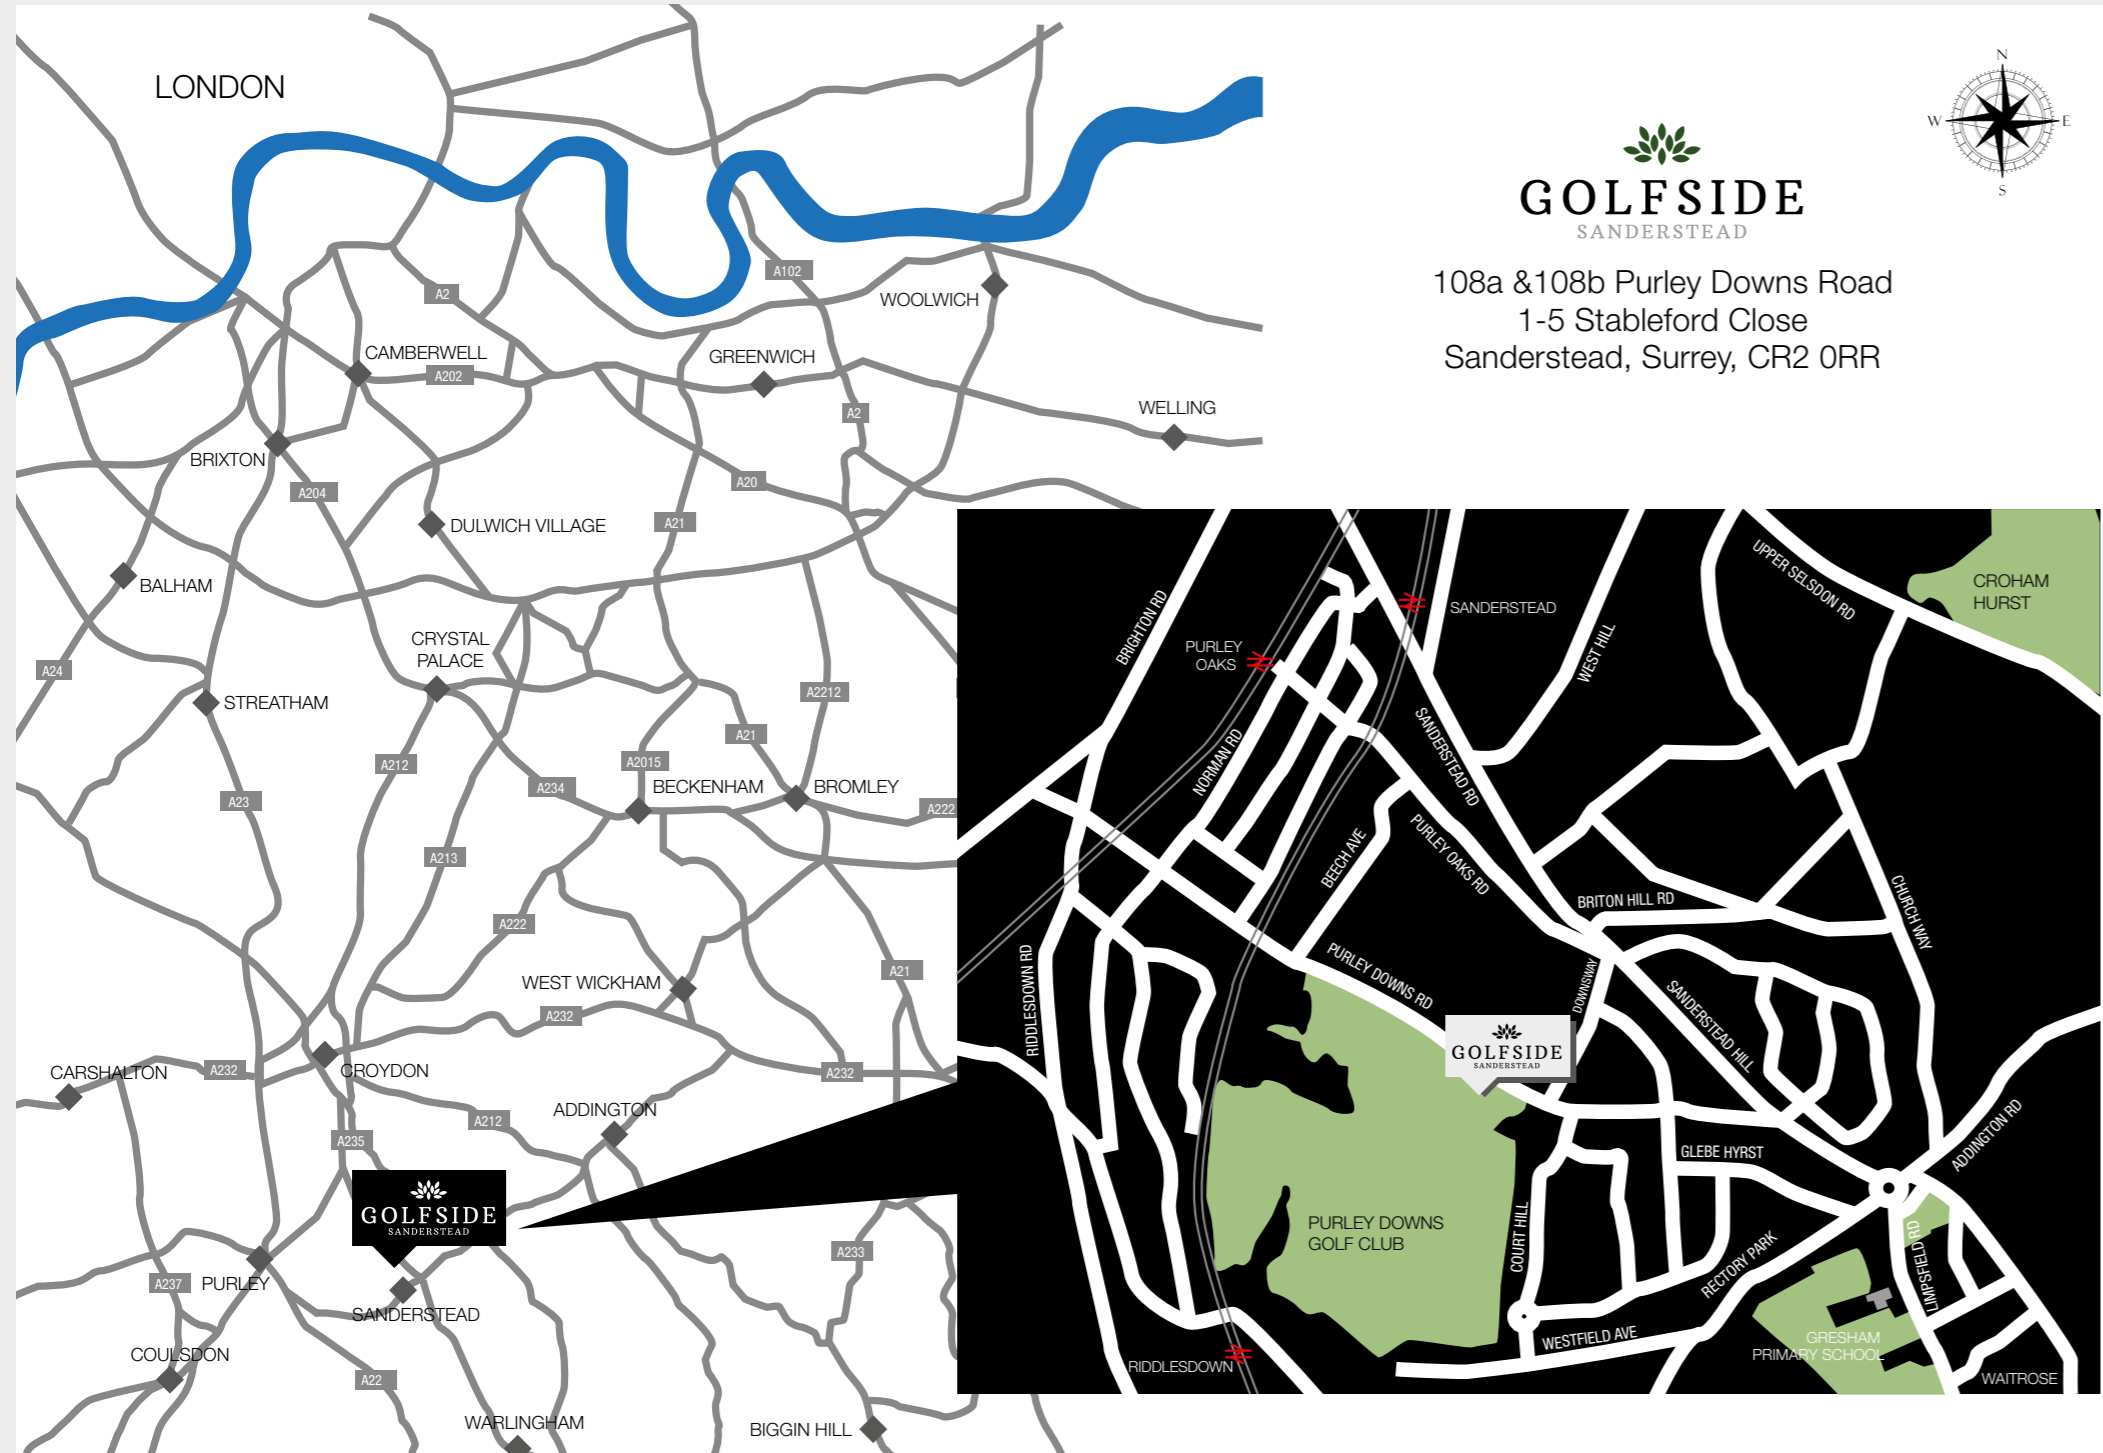 LONDON
N
W
E
S
GOLFSIDE
SANDERSTEAD
108a &108b Purley Downs Road
1-5 Stableford Close
Sanderstead, Surrey, CR2 0RR
A102
WOOLWICH
A2
CAMBERWELL
A202
GREENWICH
A2
WELLING
BRIXTON
A204
A20
DULWICH VILLAGE
A21
BALHAM
CRYSTAL
PALACE
A24
STREATHAM
A2212
A21
A212
A2015
A234
BECKENHAM
BROMLEY
A23
A222
A213
A222
WEST WICKHAM
A21
A232
CARSHALTON
A232
CROYDON
A232
ADDINGTON
A212
A235
GOLFSIDE
SANDERSTEAD
A233
A237
PURLEY
SANDERSTEAD
COULSDON
A22
WARLINGHAM
BIGGIN HILL
BRIGHTON RD
UPPER SELSDON RD
CROHAM
HURST
SANDERSTEAD
PURLEY
OAKS
WEST HILL
NORMAN RD
SANDERSTEAD RD
BEECH AVE
PURLEY OAKS RD
BRITON HILL RD
CHURCH WAY
RIDDLESDOWN RD
PURLEY DOWNS RD
DOWNSWAY
SANDERSTEAD HILL
GOLFSIDE
SANDERSTEAD
GLEBE HYRST
ADDINGTON RD
PURLEY DOWNS
GOLF CLUB
COURT HILL
RECTORY PARK
LIMPSFIELD RD
WESTFIELD AVE
GRESHAM
PRIMARY SCHOOL
RIDDLESDOWN
WAITROSE